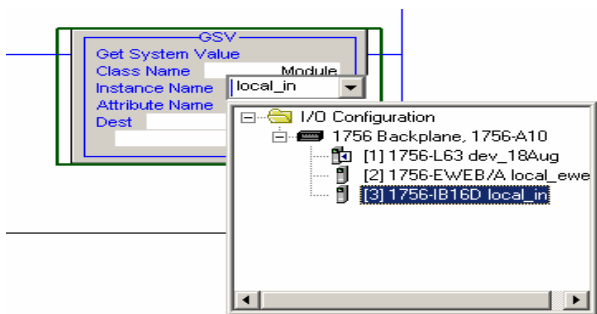 GSV
Get System Value
Class Name Module
Instance Name local_in
Attribute Name
Dest
I/O Configuration
1756 Backplane, 1756-A10
[1] 1756-L63 dev_18Aug
[2] 1756-EWEB/A local_ewe
[3] 1756-IB16D local_in